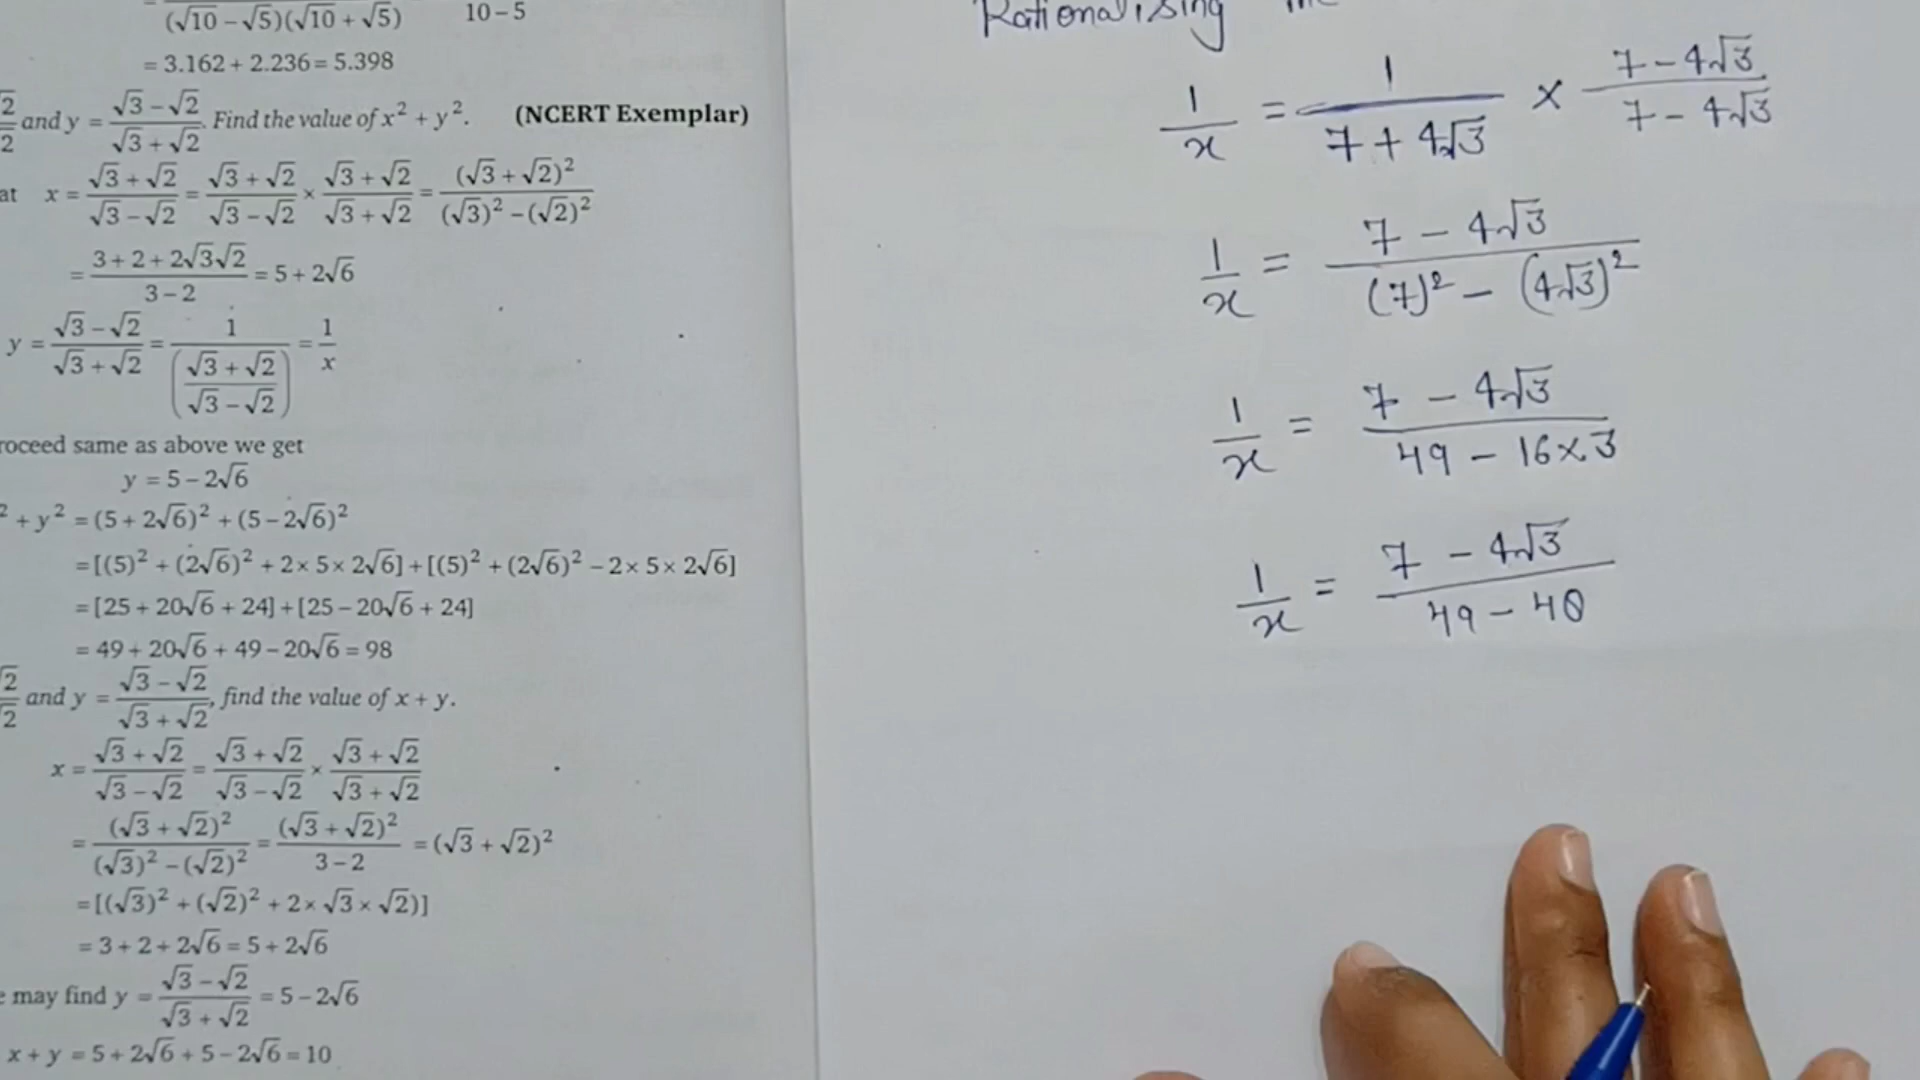 (√10 − √5)(√10 + √5) 10 − 5
= 3.162 + 2.236 = 5.398
√2/√2 and y = (√3 − √2)/(√3 + √2). Find the value of x² + y². (NCERT Exemplar)
at x = (√3 + √2)/(√3 − √2) = (√3 + √2)/(√3 − √2) × (√3 + √2)/(√3 + √2) = (√3 + √2)²/((√3)² − (√2)²)
= (3 + 2 + 2√3√2)/(3 − 2) = 5 + 2√6
y = (√3 − √2)/(√3 + √2) = 1/((√3 + √2)/(√3 − √2)) = 1/x
roceed same as above we get
y = 5 − 2√6
² + y² = (5 + 2√6)² + (5 − 2√6)²
= [(5)² + (2√6)² + 2 × 5 × 2√6] + [(5)² + (2√6)² − 2 × 5 × 2√6]
= [25 + 20√6 + 24] + [25 − 20√6 + 24]
= 49 + 20√6 + 49 − 20√6 = 98
√2/√2 and y = (√3 − √2)/(√3 + √2), find the value of x + y.
x = (√3 + √2)/(√3 − √2) = (√3 + √2)/(√3 − √2) × (√3 + √2)/(√3 + √2)
= (√3 + √2)²/((√3)² − (√2)²) = (√3 + √2)²/(3 − 2) = (√3 + √2)²
= [(√3)² + (√2)² + 2 × √3 × √2)]
= 3 + 2 + 2√6 = 5 + 2√6
e may find y = (√3 − √2)/(√3 + √2) = 5 − 2√6
x + y = 5 + 2√6 + 5 − 2√6 = 10
Rationalising
1/x = 1/(7 + 4√3) × (7 − 4√3)/(7 − 4√3)
1/x = (7 − 4√3)/((7)² − (4√3)²)
1/x = (7 − 4√3)/(49 − 16×3)
1/x = (7 − 4√3)/(49 − 48)